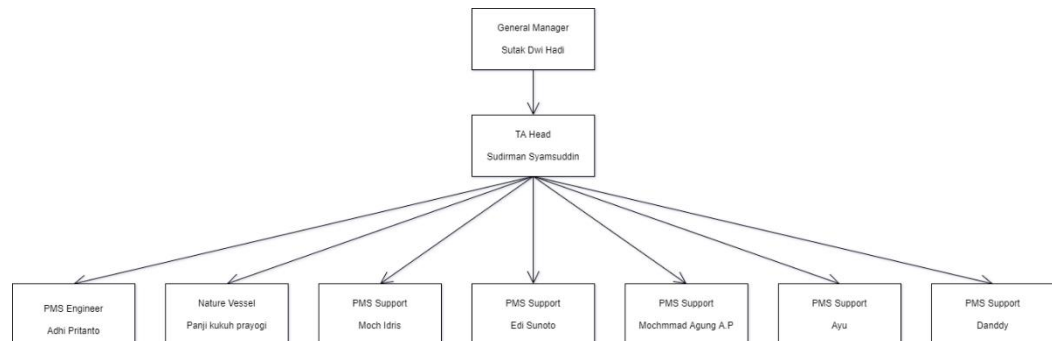 General Manager
Sutak Dwi Hadi
TA Head
Sudirman Syamsuddin
PMS Engineer
Adhi Pritanto
Nature Vessel
Panji kukuh prayogi
PMS Support
Moch Idris
PMS Support
Edi Sunoto
PMS Support
Mochmmad Agung A.P
PMS Support
Ayu
PMS Support
Danddy